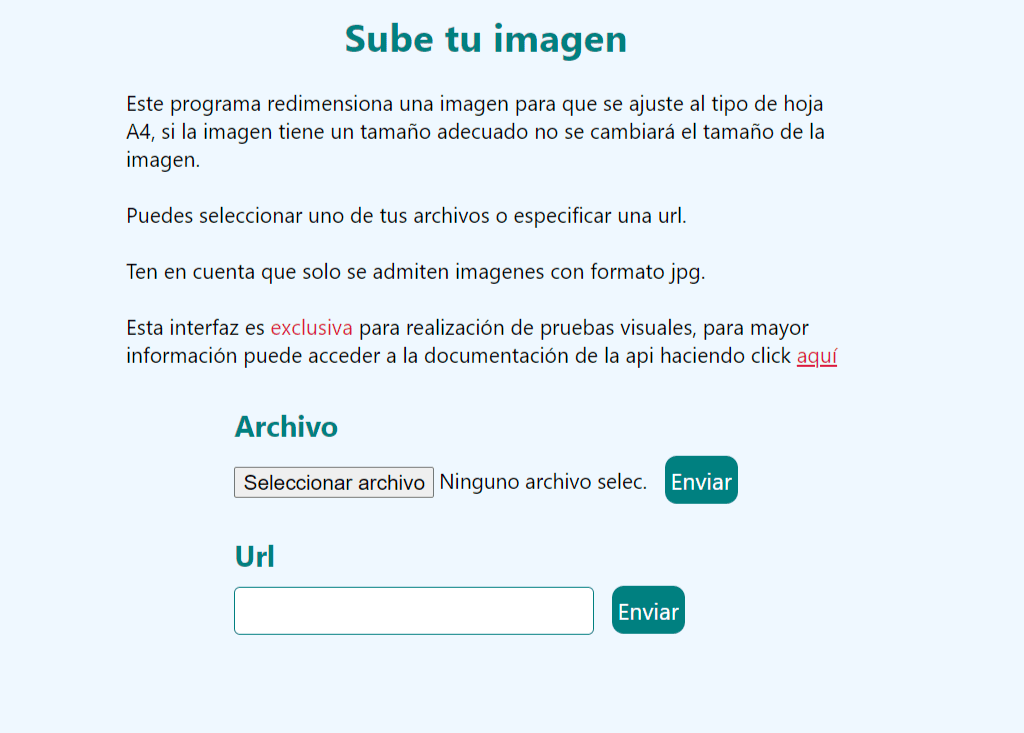 Sube tu imagen
Este programa redimensiona una imagen para que se ajuste al tipo de hoja
A4, si la imagen tiene un tamaño adecuado no se cambiará el tamaño de la
imagen.
Puedes seleccionar uno de tus archivos o especificar una url.
Ten en cuenta que solo se admiten imagenes con formato jpg.
Esta interfaz es exclusiva para realización de pruebas visuales, para mayor
información puede acceder a la documentación de la api haciendo click aquí
Archivo
Seleccionar archivo Ninguno archivo selec. Enviar
Url
Enviar